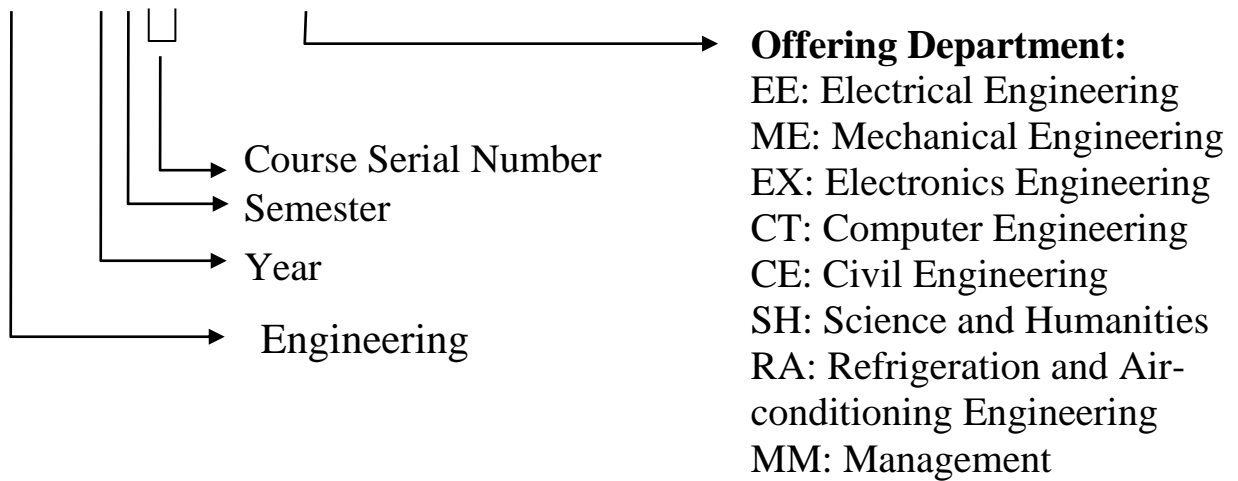 Offering Department:
EE: Electrical Engineering
ME: Mechanical Engineering
EX: Electronics Engineering
CT: Computer Engineering
CE: Civil Engineering
SH: Science and Humanities
RA: Refrigeration and Air-
conditioning Engineering
MM: Management
Course Serial Number
Semester
Year
Engineering